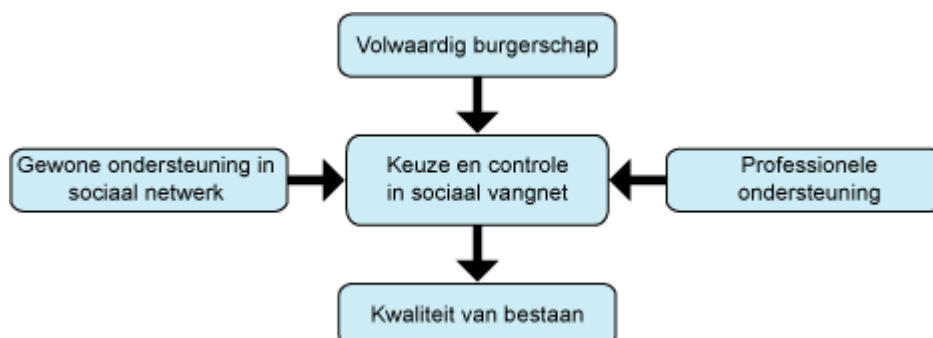 Volwaardig burgerschap
Gewone ondersteuning in
sociaal netwerk
Keuze en controle
in sociaal vangnet
Professionele
ondersteuning
Kwaliteit van bestaan